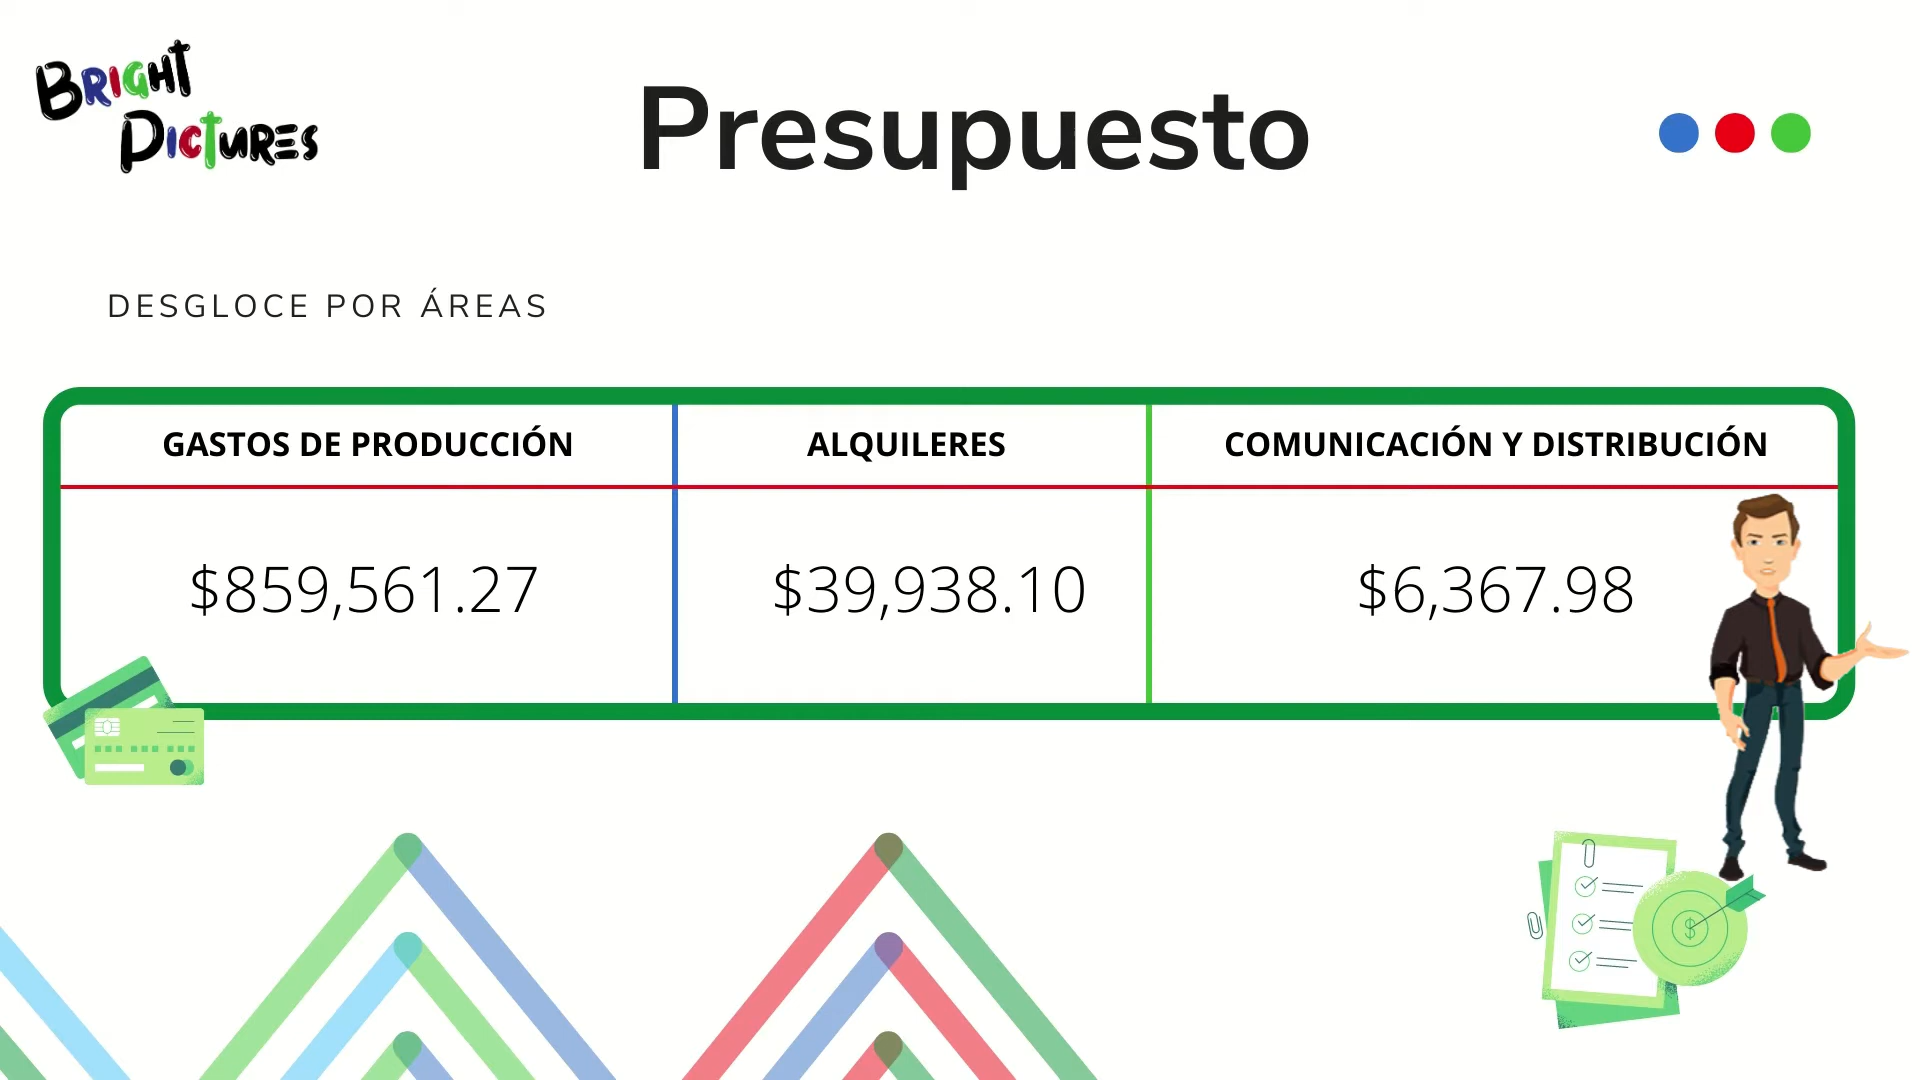 BRIGHT
PICTURES
Presupuesto
DESGLOCE POR ÁREAS
GASTOS DE PRODUCCIÓN
ALQUILERES
COMUNICACIÓN Y DISTRIBUCIÓN
$859,561.27
$39,938.10
$6,367.98
$